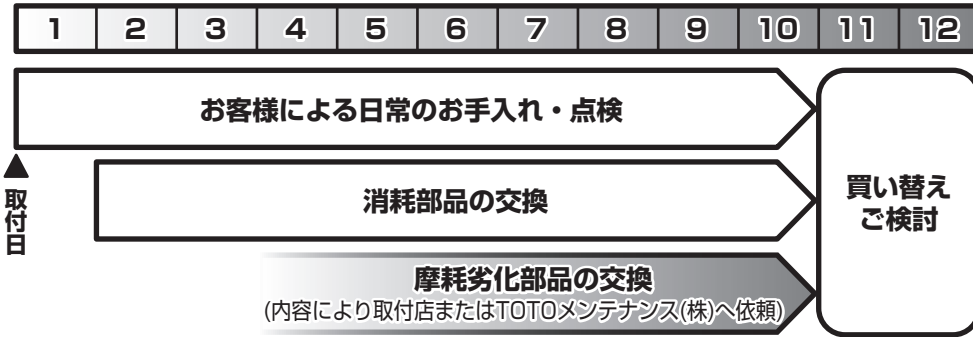 1 2 3 4 5 6 7 8 9 10 11 12
お客様による日常のお手入れ・点検
▲
取付日
消耗部品の交換
摩耗劣化部品の交換
(内容により取付店またはTOTOメンテナンス(株)へ依頼)
買い替え
ご検討